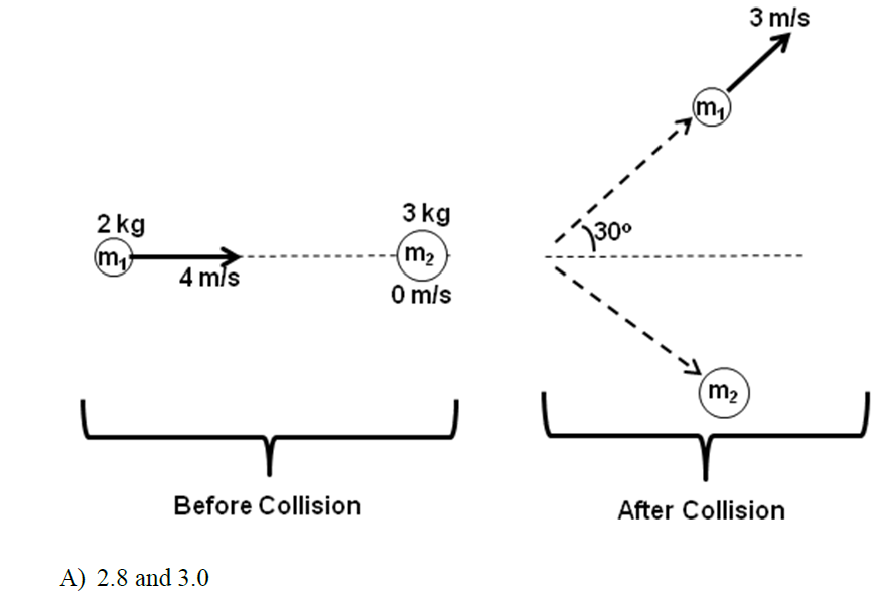 3 m/s
m₁
2 kg
3 kg
30º
m₁
m₂
4 m/s
0 m/s
m₂
Before Collision
After Collision
A) 2.8 and 3.0